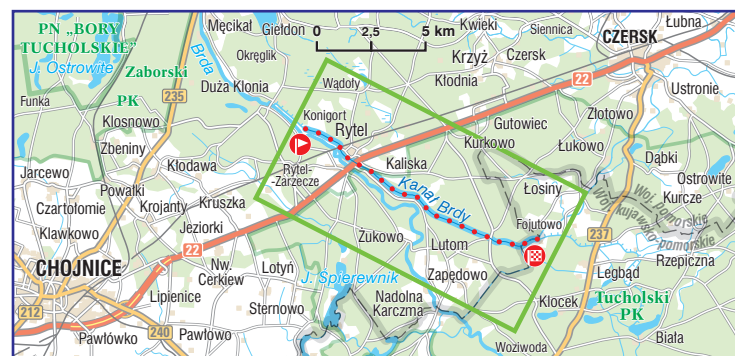 PN „BORY
TUCHOLSKIE”
J. Ostrowite
Zaborski
PK
Funka
Klosnowo
Zbeniny
Jarcewo
Powałki
Czartołomie
Klawkowo
Krojanty
Kłodawa
Kruszka
Jeziorki
CHOJNICE
212
Pawłówko
240
Pawłowo
Lipienice
Nw.
Cerkiew
Sternowo
Lotyń
22
235
Męcikał
Giełdon
Okręglik
Brda
Duża Klonia
0 2,5 5 km
Wądoły
Konigort
Rytel
Rytel-
-Zarzecze
Kwieki
Siennica
Krzyż
Czersk
Kłodnia
CZERSK
Łubna
22
Ustronie
Złotowo
Gutowiec
Kurkowo
Łukowo
Dąbki
Kaliska
Kanał Brdy
Łosiny
Ostrowite
Kurcze
Woj. pomorskie
Woj. kujawsko-pomorskie
Fojutowo
237
Rzepiczna
Legbąd
Żukowo
Lutom
Zapędowo
J. Śpierewnik
Nadolna
Karczma
Klocek
Tucholski
PK
Woziwoda
Biała